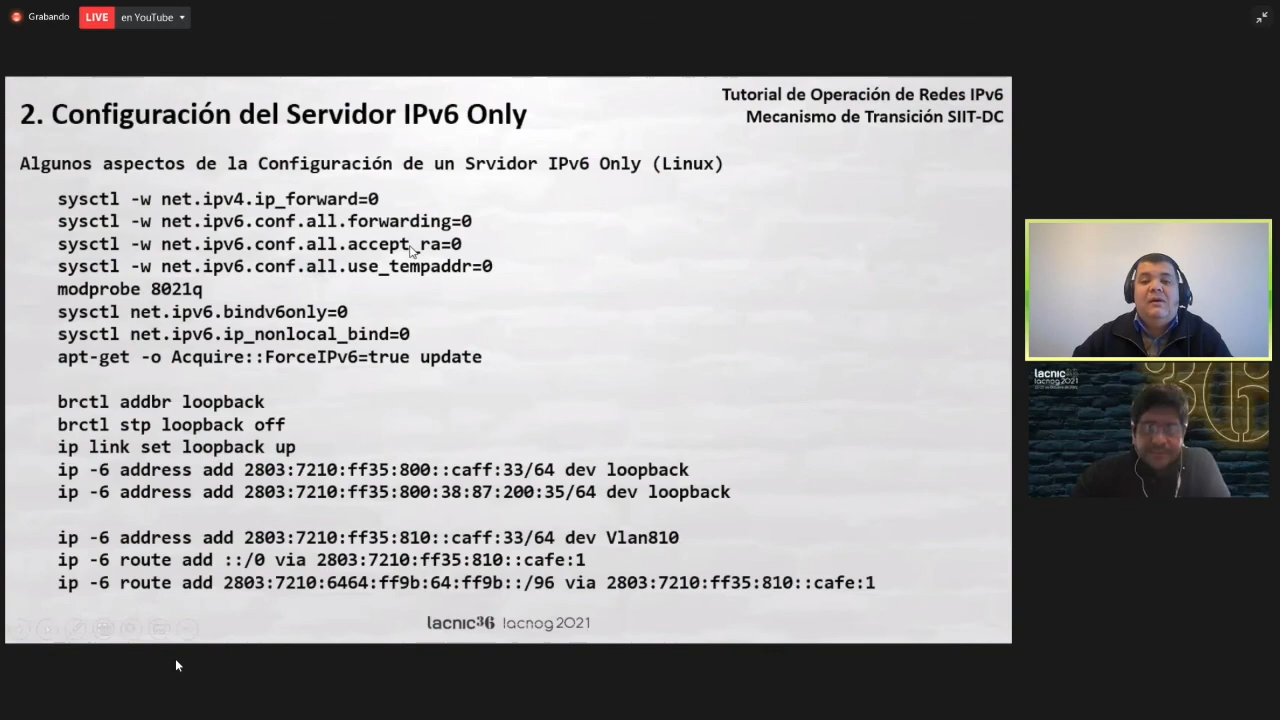 Grabando
LIVE en YouTube
2. Configuración del Servidor IPv6 Only
Tutorial de Operación de Redes IPv6
Mecanismo de Transición SIIT-DC
Algunos aspectos de la Configuración de un Srvidor IPv6 Only (Linux)
sysctl -w net.ipv4.ip_forward=0
sysctl -w net.ipv6.conf.all.forwarding=0
sysctl -w net.ipv6.conf.all.accept_ra=0
sysctl -w net.ipv6.conf.all.use_tempaddr=0
modprobe 8021q
sysctl net.ipv6.bindv6only=0
sysctl net.ipv6.ip_nonlocal_bind=0
apt-get -o Acquire::ForceIPv6=true update
brctl addbr loopback
brctl stp loopback off
ip link set loopback up
ip -6 address add 2803:7210:ff35:800::caff:33/64 dev loopback
ip -6 address add 2803:7210:ff35:800:38:87:200:35/64 dev loopback
ip -6 address add 2803:7210:ff35:810::caff:33/64 dev Vlan810
ip -6 route add ::/0 via 2803:7210:ff35:810::cafe:1
ip -6 route add 2803:7210:6464:ff9b:64:ff9b::/96 via 2803:7210:ff35:810::cafe:1
lacnic36 lacnog2021
lacnic36
lacnog2021
36